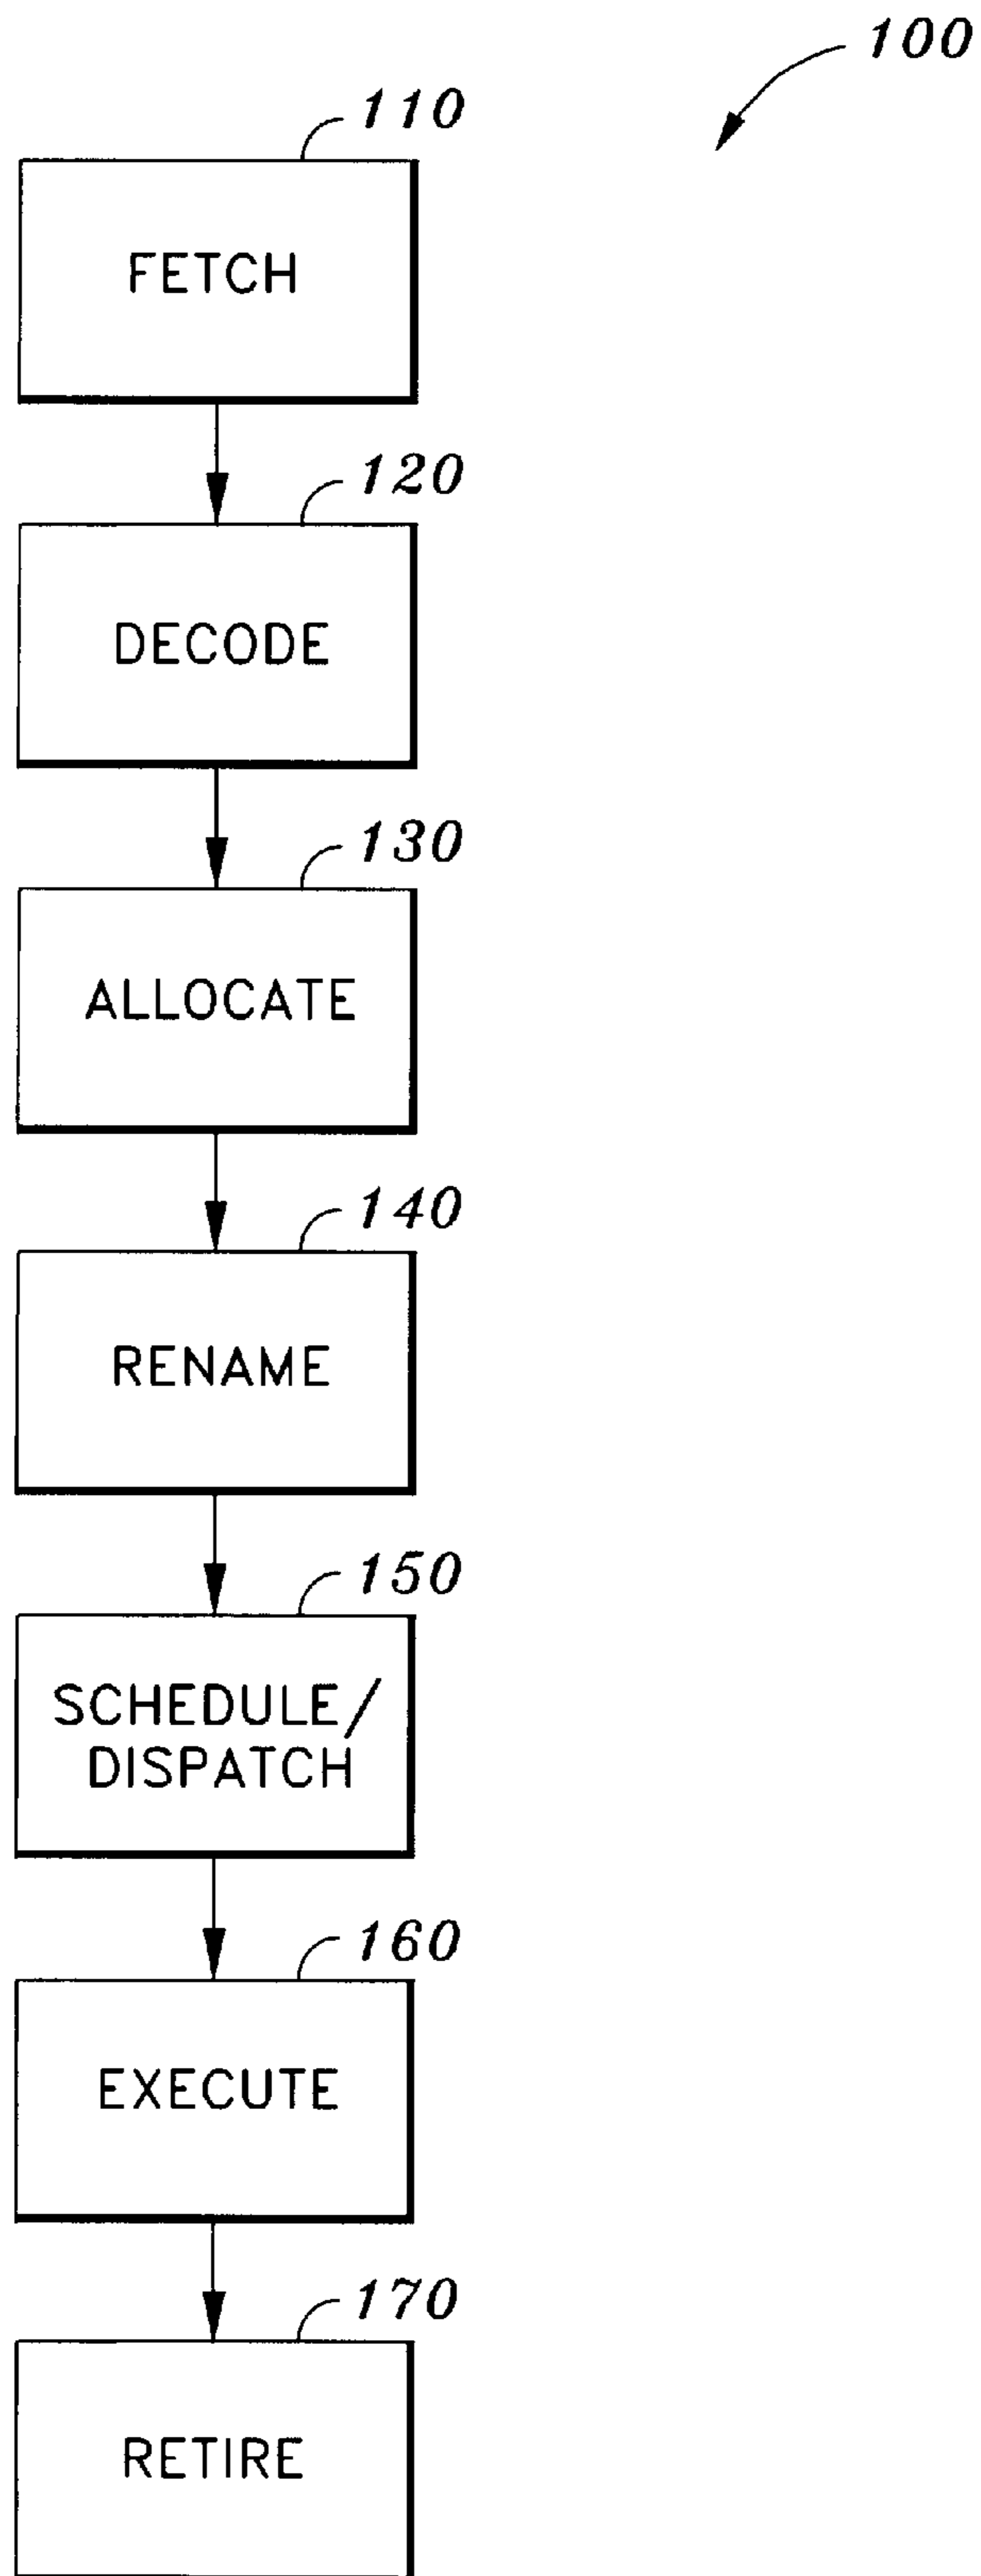 100
110
FETCH
120
DECODE
130
ALLOCATE
140
RENAME
150
SCHEDULE/
DISPATCH
160
EXECUTE
170
RETIRE